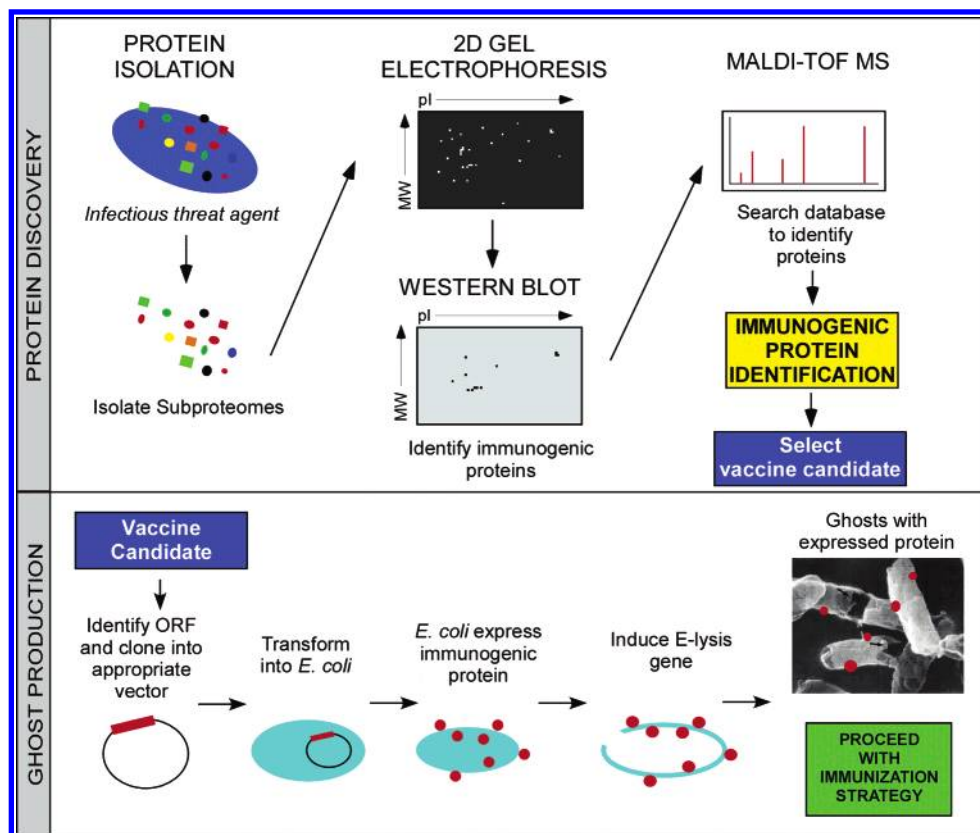 PROTEIN DISCOVERY
PROTEIN
ISOLATION
Infectious threat agent
Isolate Subproteomes
2D GEL
ELECTROPHORESIS
pI
MW
WESTERN BLOT
pI
MW
Identify immunogenic
proteins
MALDI-TOF MS
Search database
to identify
proteins
IMMUNOGENIC
PROTEIN
IDENTIFICATION
Select
vaccine candidate
GHOST PRODUCTION
Vaccine
Candidate
Identify ORF
and clone into
appropriate
vector
Transform
into E. coli
E. coli express
immunogenic
protein
Induce E-lysis
gene
Ghosts with
expressed protein
PROCEED
WITH
IMMUNIZATION
STRATEGY